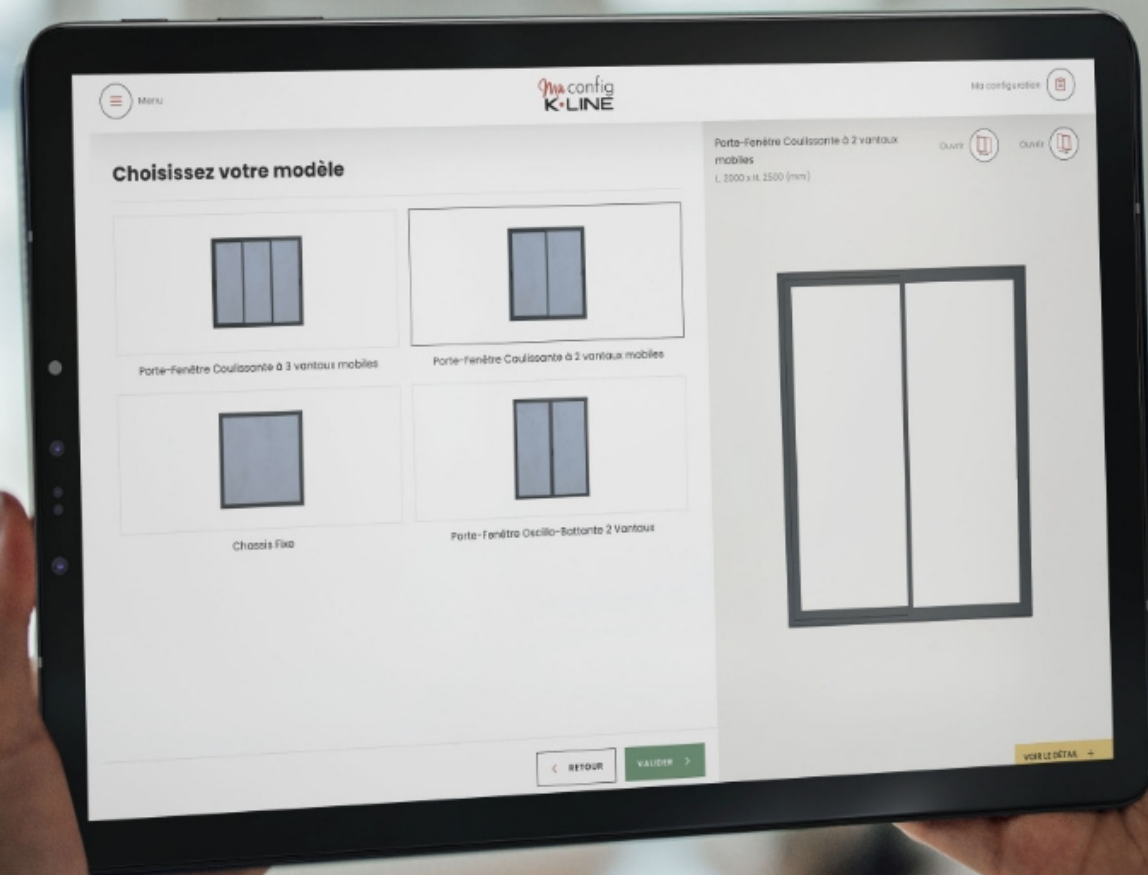 Menu
Ma config
K•LINE
Ma configuration
Choisissez votre modèle
Porte-Fenêtre Coulissante à 3 vantaux mobiles
Porte-Fenêtre Coulissante à 2 vantaux mobiles
Chassis Fixe
Porte-Fenêtre Oscillo-Battante 2 Vantaux
RETOUR
VALIDER
Porte-Fenêtre Coulissante à 2 vantaux
mobiles
L. 2000 x H. 2500 (mm)
Ouvrir
Ouvrir
VOIR LE DÉTAIL +